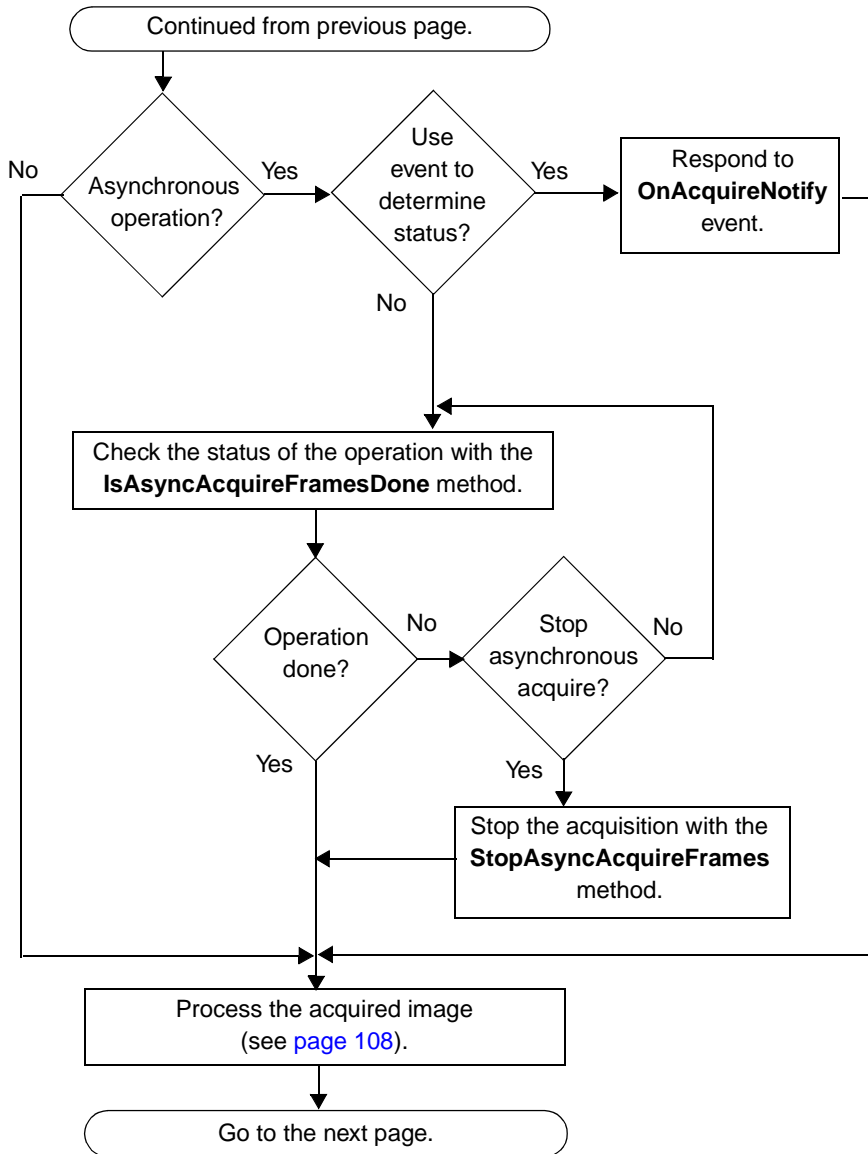 Continued from previous page.
No
Asynchronous
operation?
Yes
Use
event to
determine
status?
Yes
Respond to
OnAcquireNotify
event.
No
Check the status of the operation with the
IsAsyncAcquireFramesDone method.
Operation
done?
No
Stop
asynchronous
acquire?
No
Yes
Yes
Stop the acquisition with the
StopAsyncAcquireFrames
method.
Process the acquired image
(see page 108).
Go to the next page.